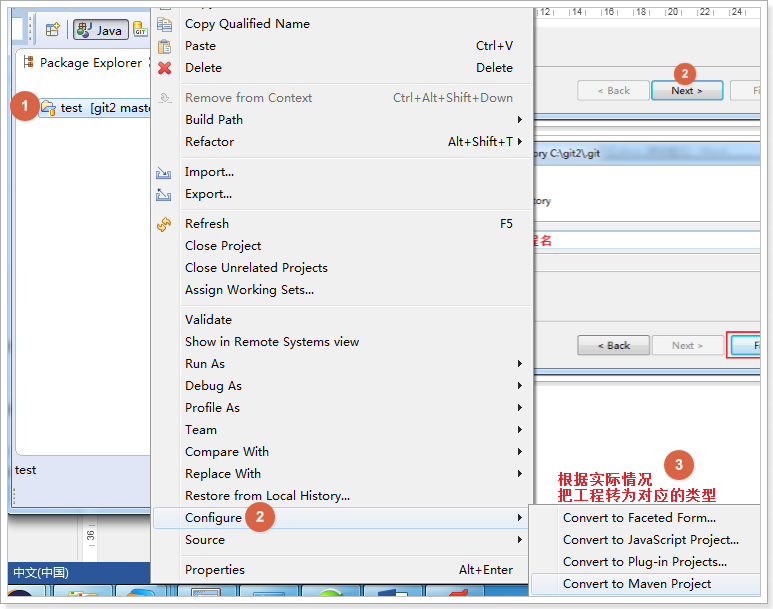 Copy Qualified Name
Paste Ctrl+V
Delete Delete
Remove from Context Ctrl+Alt+Shift+Down
Build Path
Refactor Alt+Shift+T
Import...
Export...
Refresh F5
Close Project
Close Unrelated Projects
Assign Working Sets...
Validate
Show in Remote Systems view
Run As
Debug As
Profile As
Team
Compare With
Replace With
Restore from Local History...
Configure 2
Source
Properties Alt+Enter
Java
GIT
Package Explorer
1 test [git2 maste
test
36
中文(中国)
12 14 16 18 20 22 24
2
< Back Next > Fi
ory C:\git2\.git
ory
名
< Back Next > F
3
根据实际情况
把工程转为对应的类型
Convert to Faceted Form...
Convert to JavaScript Project...
Convert to Plug-in Projects...
Convert to Maven Project